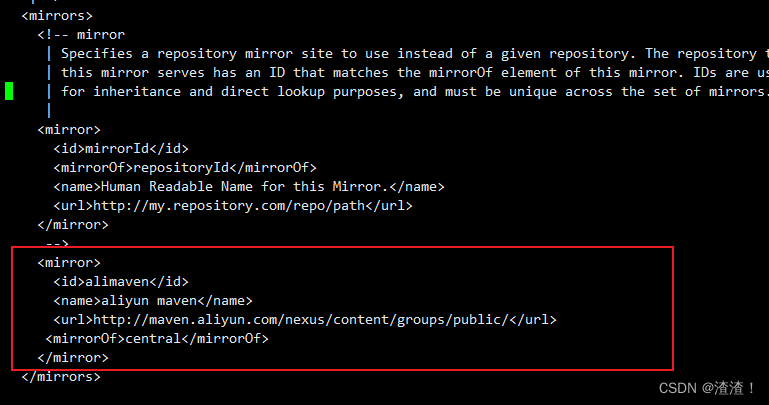 <mirrors>
<!-- mirror
| Specifies a repository mirror site to use instead of a given repository. The repository t
| this mirror serves has an ID that matches the mirrorOf element of this mirror. IDs are us
| for inheritance and direct lookup purposes, and must be unique across the set of mirrors.
|
<mirror>
<id>mirrorId</id>
<mirrorOf>repositoryId</mirrorOf>
<name>Human Readable Name for this Mirror.</name>
<url>http://my.repository.com/repo/path</url>
</mirror>
-->
<mirror>
<id>alimaven</id>
<name>aliyun maven</name>
<url>http://maven.aliyun.com/nexus/content/groups/public/</url>
<mirrorOf>central</mirrorOf>
</mirror>
</mirrors>
CSDN @渣渣！